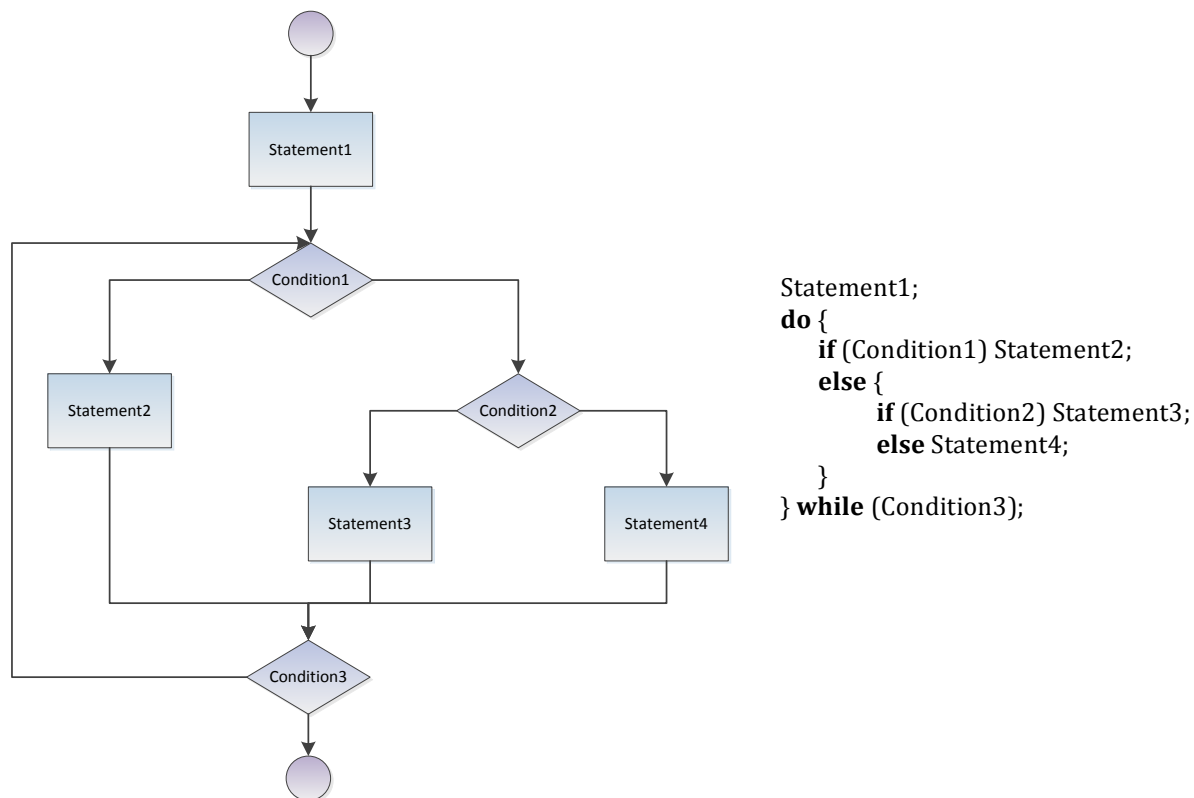 Statement1
Condition1
Statement2
Condition2
Statement3
Statement4
Condition3
Statement1;
do {
if (Condition1) Statement2;
else {
if (Condition2) Statement3;
else Statement4;
}
} while (Condition3);